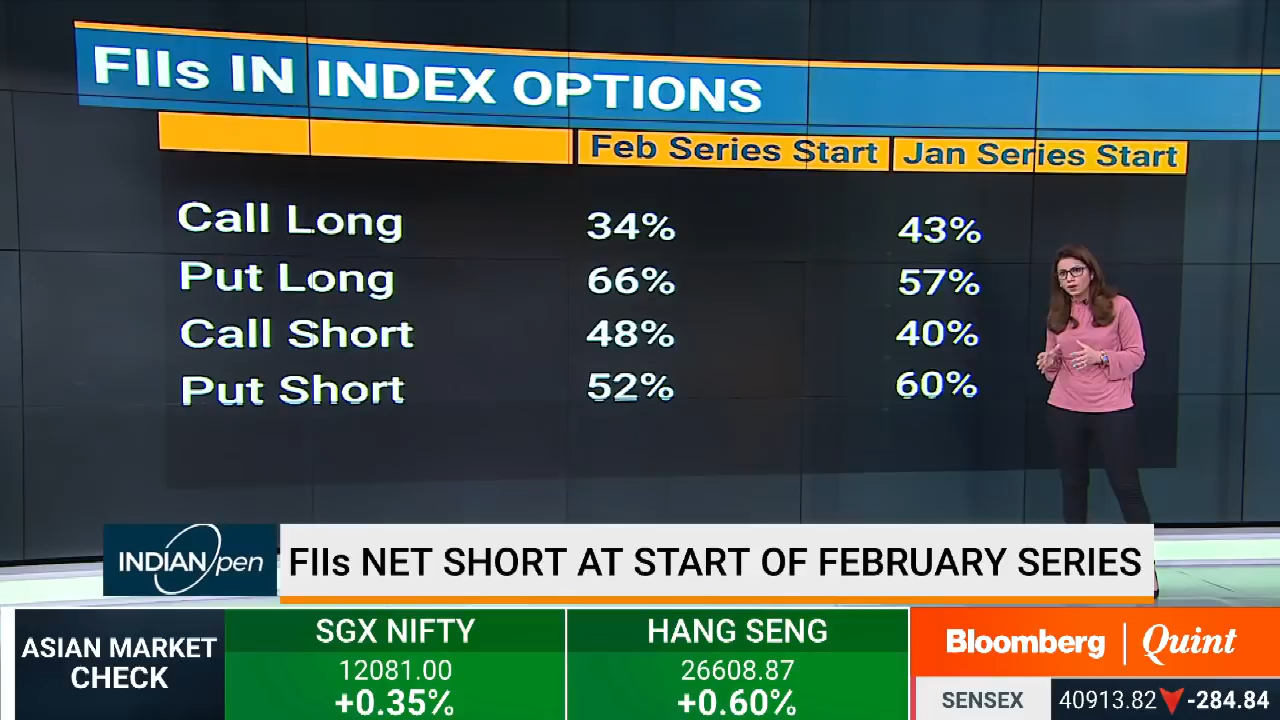 FIIs IN INDEX OPTIONS
Feb Series Start Jan Series Start
Call Long 34% 43%
Put Long 66% 57%
Call Short 48% 40%
Put Short 52% 60%
INDIAN Open
FIIs NET SHORT AT START OF FEBRUARY SERIES
ASIAN MARKET
CHECK
SGX NIFTY
12081.00
+0.35%
HANG SENG
26608.87
+0.60%
Bloomberg | Quint
SENSEX 40913.82 -284.84